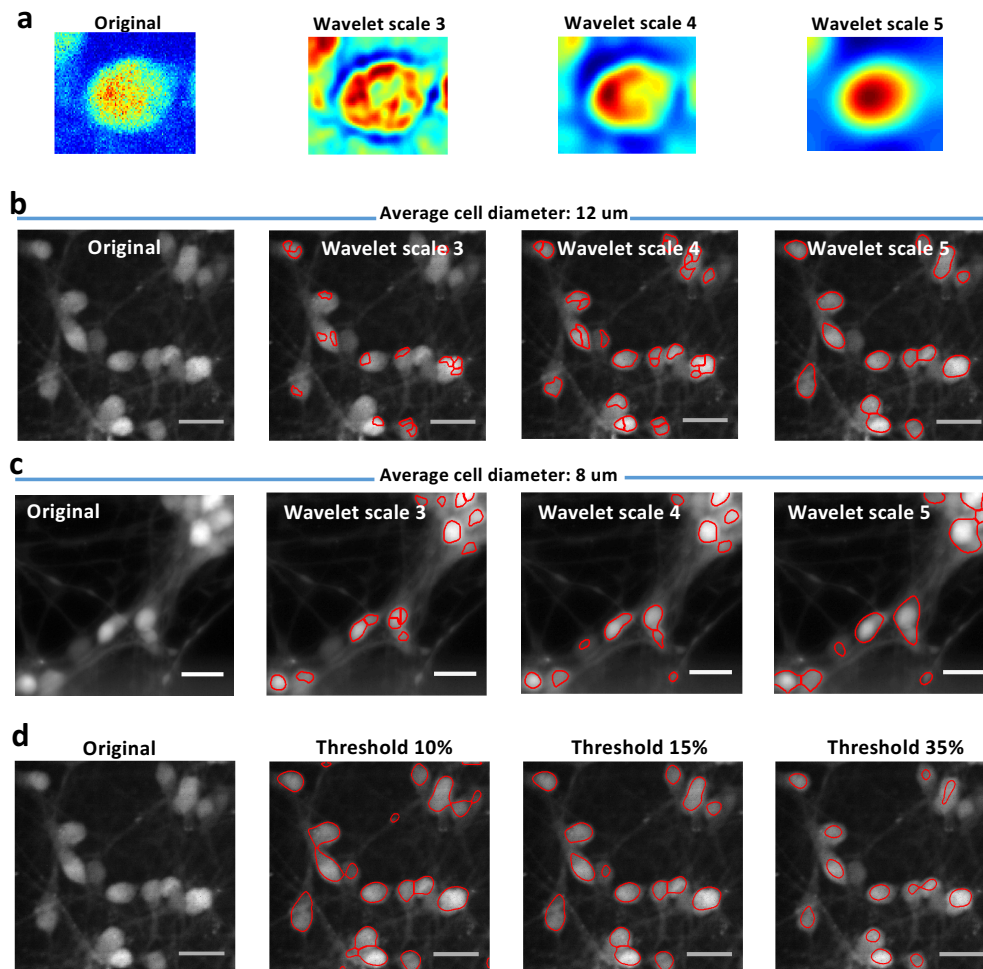 a
Original Wavelet scale 3 Wavelet scale 4 Wavelet scale 5
b
Average cell diameter: 12 um
Original Wavelet scale 3 Wavelet scale 4 Wavelet scale 5
c
Average cell diameter: 8 um
Original Wavelet scale 3 Wavelet scale 4 Wavelet scale 5
d
Original Threshold 10% Threshold 15% Threshold 35%